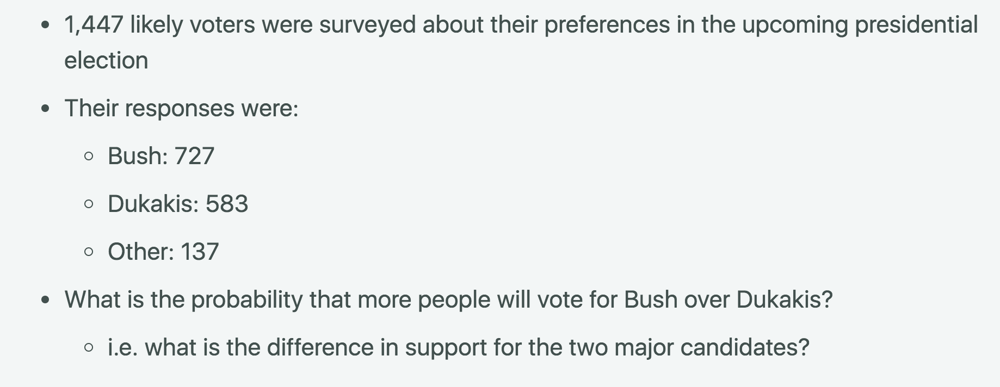 • 1,447 likely voters were surveyed about their preferences in the upcoming presidential
election
• Their responses were:
○ Bush: 727
○ Dukakis: 583
○ Other: 137
• What is the probability that more people will vote for Bush over Dukakis?
○ i.e. what is the difference in support for the two major candidates?